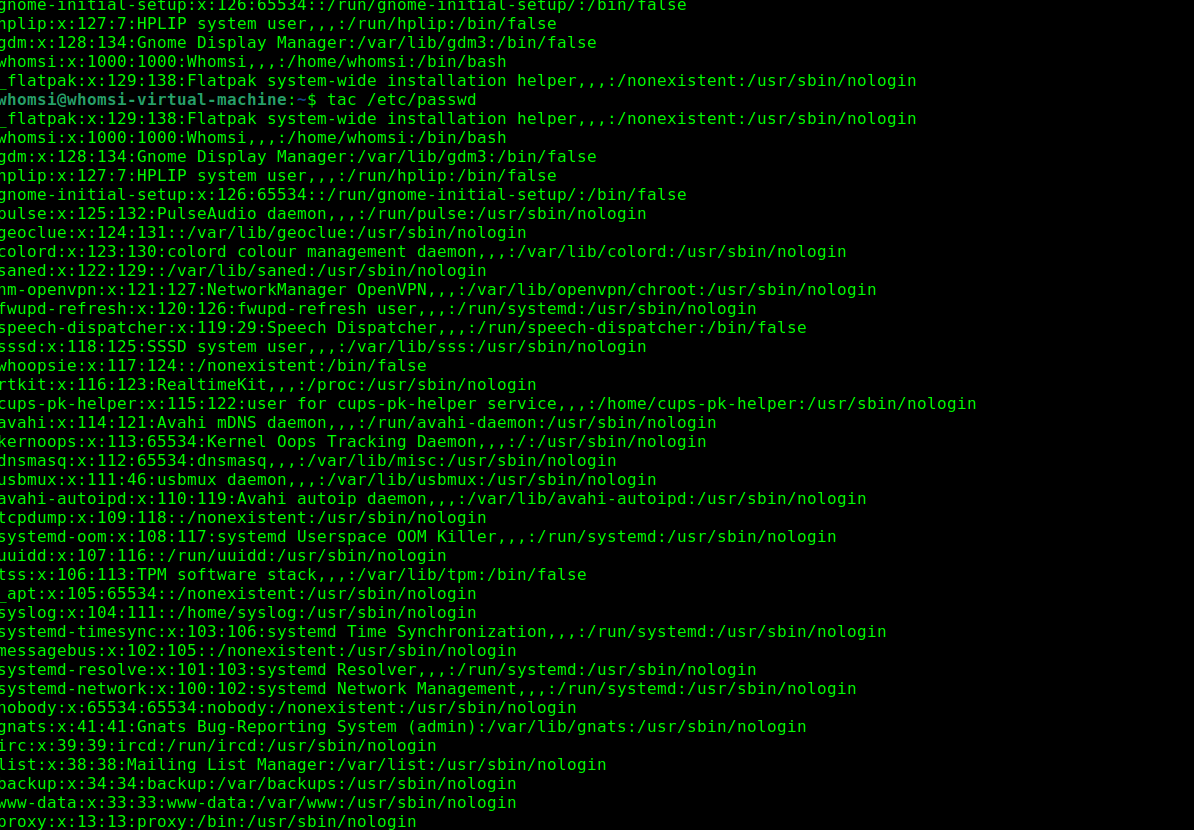 gnome-initial-setup:x:126:65534::/run/gnome-initial-setup/:/bin/false
hplip:x:127:7:HPLIP system user,,,:/run/hplip:/bin/false
gdm:x:128:134:Gnome Display Manager:/var/lib/gdm3:/bin/false
whomsi:x:1000:1000:Whomsi,,,:/home/whomsi:/bin/bash
_flatpak:x:129:138:Flatpak system-wide installation helper,,,:/nonexistent:/usr/sbin/nologin
whomsi@whomsi-virtual-machine:~$ tac /etc/passwd
_flatpak:x:129:138:Flatpak system-wide installation helper,,,:/nonexistent:/usr/sbin/nologin
whomsi:x:1000:1000:Whomsi,,,:/home/whomsi:/bin/bash
gdm:x:128:134:Gnome Display Manager:/var/lib/gdm3:/bin/false
hplip:x:127:7:HPLIP system user,,,:/run/hplip:/bin/false
gnome-initial-setup:x:126:65534::/run/gnome-initial-setup/:/bin/false
pulse:x:125:132:PulseAudio daemon,,,:/run/pulse:/usr/sbin/nologin
geoclue:x:124:131::/var/lib/geoclue:/usr/sbin/nologin
colord:x:123:130:colord colour management daemon,,,:/var/lib/colord:/usr/sbin/nologin
saned:x:122:129::/var/lib/saned:/usr/sbin/nologin
nm-openvpn:x:121:127:NetworkManager OpenVPN,,,:/var/lib/openvpn/chroot:/usr/sbin/nologin
fwupd-refresh:x:120:126:fwupd-refresh user,,,:/run/systemd:/usr/sbin/nologin
speech-dispatcher:x:119:29:Speech Dispatcher,,,:/run/speech-dispatcher:/bin/false
sssd:x:118:125:SSSD system user,,,:/var/lib/sss:/usr/sbin/nologin
whoopsie:x:117:124::/nonexistent:/bin/false
rtkit:x:116:123:RealtimeKit,,,:/proc:/usr/sbin/nologin
cups-pk-helper:x:115:122:user for cups-pk-helper service,,,:/home/cups-pk-helper:/usr/sbin/nologin
avahi:x:114:121:Avahi mDNS daemon,,,:/run/avahi-daemon:/usr/sbin/nologin
kernoops:x:113:65534:Kernel Oops Tracking Daemon,,,:/:/usr/sbin/nologin
dnsmasq:x:112:65534:dnsmasq,,,:/var/lib/misc:/usr/sbin/nologin
usbmux:x:111:46:usbmux daemon,,,:/var/lib/usbmux:/usr/sbin/nologin
avahi-autoipd:x:110:119:Avahi autoip daemon,,,:/var/lib/avahi-autoipd:/usr/sbin/nologin
tcpdump:x:109:118::/nonexistent:/usr/sbin/nologin
systemd-oom:x:108:117:systemd Userspace OOM Killer,,,:/run/systemd:/usr/sbin/nologin
uuidd:x:107:116::/run/uuidd:/usr/sbin/nologin
tss:x:106:113:TPM software stack,,,:/var/lib/tpm:/bin/false
_apt:x:105:65534::/nonexistent:/usr/sbin/nologin
syslog:x:104:111::/home/syslog:/usr/sbin/nologin
systemd-timesync:x:103:106:systemd Time Synchronization,,,:/run/systemd:/usr/sbin/nologin
messagebus:x:102:105::/nonexistent:/usr/sbin/nologin
systemd-resolve:x:101:103:systemd Resolver,,,:/run/systemd:/usr/sbin/nologin
systemd-network:x:100:102:systemd Network Management,,,:/run/systemd:/usr/sbin/nologin
nobody:x:65534:65534:nobody:/nonexistent:/usr/sbin/nologin
gnats:x:41:41:Gnats Bug-Reporting System (admin):/var/lib/gnats:/usr/sbin/nologin
irc:x:39:39:ircd:/run/ircd:/usr/sbin/nologin
list:x:38:38:Mailing List Manager:/var/list:/usr/sbin/nologin
backup:x:34:34:backup:/var/backups:/usr/sbin/nologin
www-data:x:33:33:www-data:/var/www:/usr/sbin/nologin
proxy:x:13:13:proxy:/bin:/usr/sbin/nologin